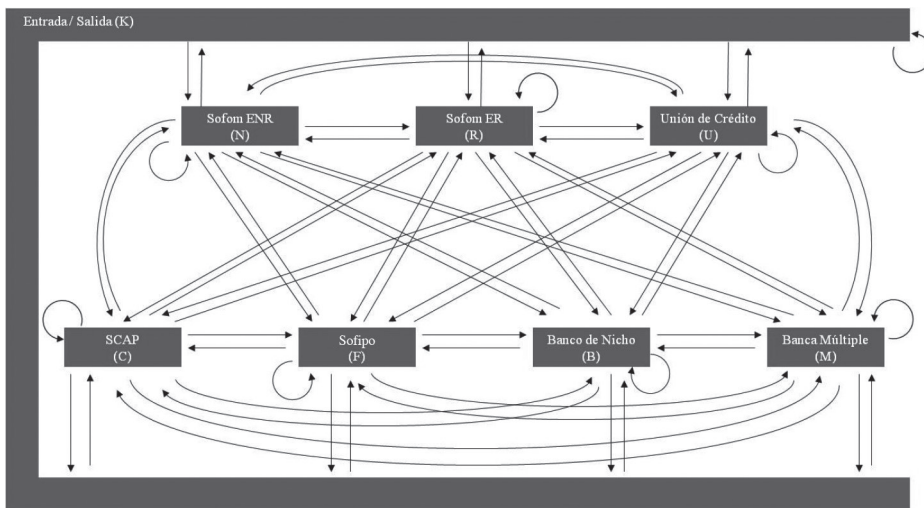 Entrada / Salida (K)
Sofom ENR
(N)
Sofom ER
(R)
Unión de Crédito
(U)
SCAP
(C)
Sofipo
(F)
Banco de Nicho
(B)
Banca Múltiple
(M)